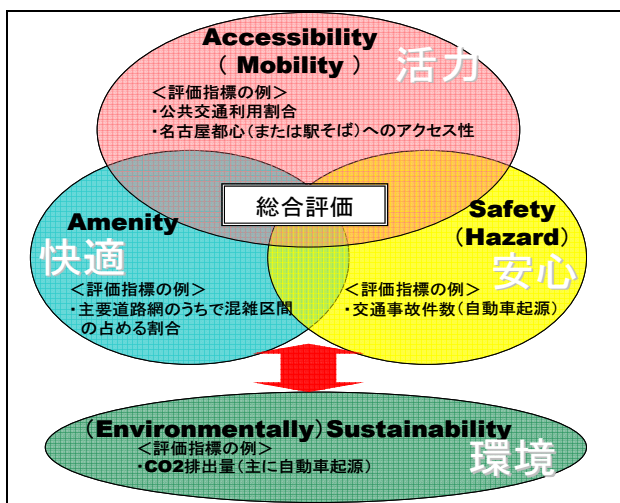 Accessibility
( Mobility )
活力
＜評価指標の例＞
・公共交通利用割合
・名古屋都心(または駅そば)へのアクセス性
総合評価
Amenity
快適
＜評価指標の例＞
・主要道路網のうちで混雑区間
の占める割合
Safety
(Hazard)
安心
＜評価指標の例＞
・交通事故件数(自動車起源)
(Environmentally) Sustainability
＜評価指標の例＞
・CO2排出量(主に自動車起源)
環境